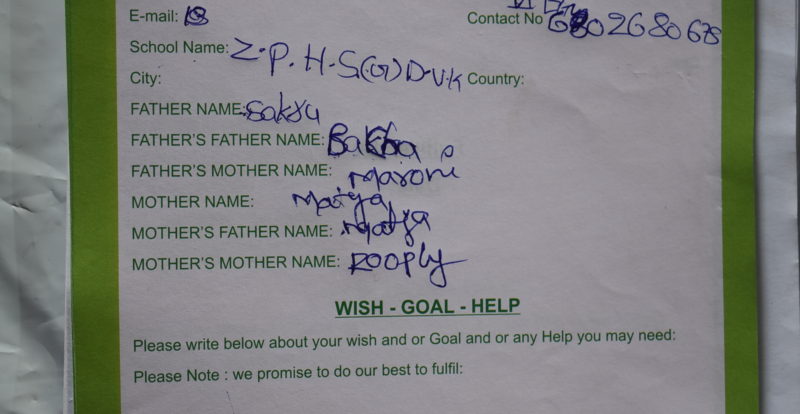 E-mail:
Contact No
School Name: Z.P.H.S(G) D.V.K
City: Country:
FATHER NAME: Sakru
FATHER'S FATHER NAME:
FATHER'S MOTHER NAME: Maroni
MOTHER NAME: Matya
MOTHER'S FATHER NAME: Matya
MOTHER'S MOTHER NAME: ROOPly
WISH - GOAL - HELP
Please write below about your wish and or Goal and or any Help you may need:
Please Note : we promise to do our best to fulfil: